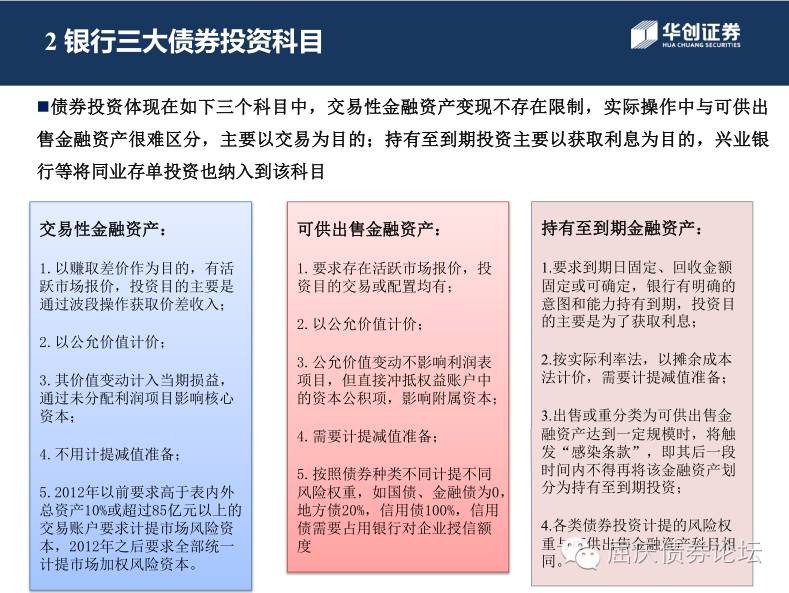 2 银行三大债券投资科目
华创证券
HUA CHUANG SECURITIES
■债券投资体现在如下三个科目中，交易性金融资产变现不存在限制，实际操作中与可供出
售金融资产很难区分，主要以交易为目的；持有至到期投资主要以获取利息为目的，兴业银
行等将同业存单投资也纳入到该科目
交易性金融资产：
1.以赚取差价作为目的，有活
跃市场报价，投资目的主要是
通过波段操作获取价差收入；
2.以公允价值计价；
3.其价值变动计入当期损益，
通过未分配利润项目影响核心
资本；
4.不用计提减值准备；
5.2012年以前要求高于表内外
总资产10%或超过85亿元以上的
交易账户要求计提市场风险资
本，2012年之后要求全部统一
计提市场加权风险资本。
可供出售金融资产：
1.要求存在活跃市场报价，投
资目的交易或配置均有；
2.以公允价值计价；
3.公允价值变动不影响利润表
项目，但直接冲抵权益账户中
的资本公积项，影响附属资本；
4.需要计提减值准备；
5.按照债券种类不同计提不同
风险权重，如国债、金融债为0，
地方债20%，信用债100%，信用
债需要占用银行对企业授信额
度
持有至到期金融资产：
1.要求到期日固定、回收金额
固定或可确定，银行有明确的
意图和能力持有到期，投资目
的主要是为了获取利息；
2.按实际利率法，以摊余成本
法计价，需要计提减值准备；
3.出售或重分类为可供出售金
融资产达到一定规模时，将触
发“感染条款”，即其后一段
时间内不得再将该金融资产划
分为持有至到期投资；
4.各类债券投资计提的风险权
重与可供出售金融资产科目相
同。
屈庆债券论坛